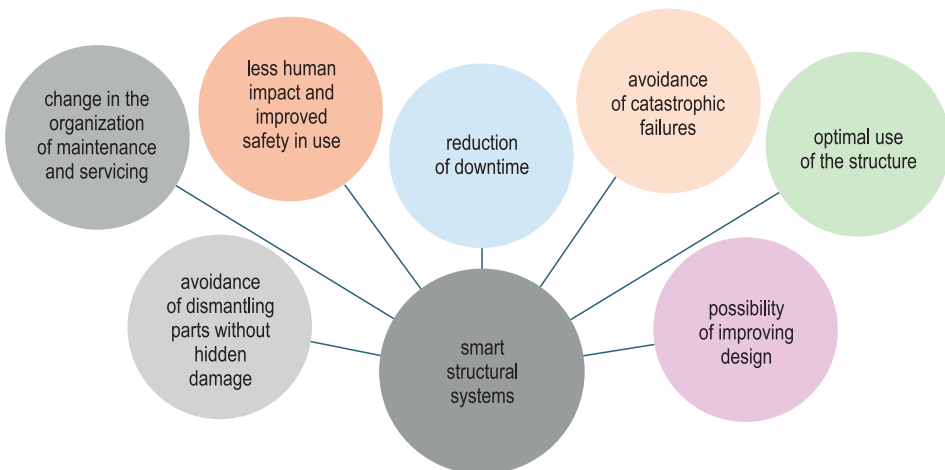 change in the
organization
of maintenance
and servicing
less human
impact and
improved
safety in use
reduction
of downtime
avoidance
of catastrophic
failures
optimal use
of the structure
avoidance
of dismantling
parts without
hidden
damage
smart
structural
systems
possibility
of improving
design